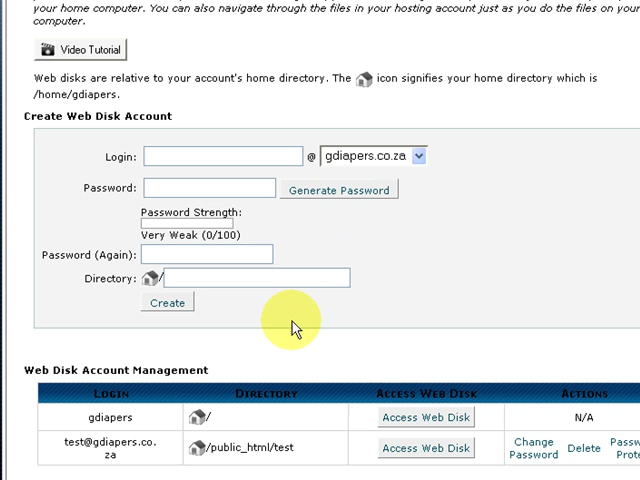 your home computer. You can also navigate through the files in your hosting account just as you do the files on your
computer.
Video Tutorial
Web disks are relative to your account's home directory. The icon signifies your home directory which is
/home/gdiapers.
Create Web Disk Account
Login: @ gdiapers.co.za
Password: Generate Password
Password Strength:
Very Weak (0/100)
Password (Again):
Directory: /
Create
Web Disk Account Management
LOGIN DIRECTORY ACCESS WEB DISK ACTIONS
gdiapers / Access Web Disk N/A
test@gdiapers.co.
za
/public_html/test Access Web Disk
Change
Password
Delete